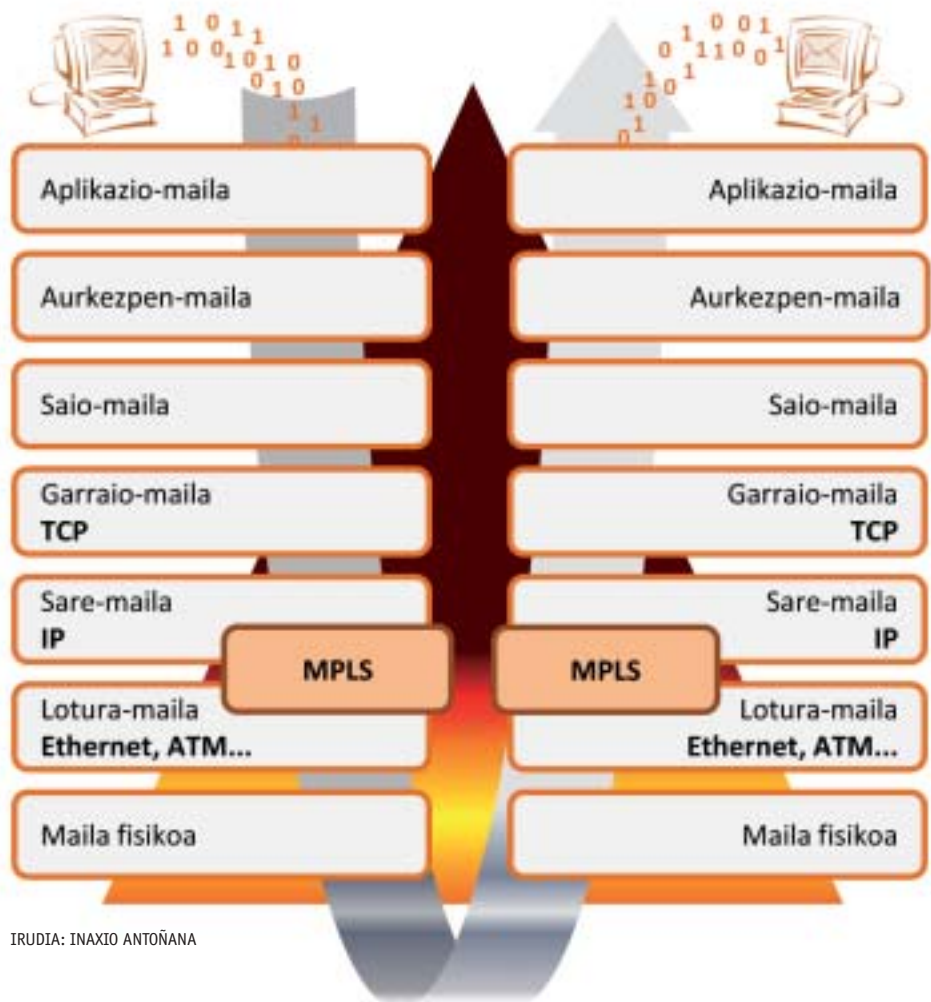 Aplikazio-maila
Aurkezpen-maila
Saio-maila
Garraio-maila
TCP
Sare-maila
IP
MPLS
Lotura-maila
Ethernet, ATM...
Maila fisikoa
Aplikazio-maila
Aurkezpen-maila
Saio-maila
Garraio-maila
TCP
Sare-maila
IP
MPLS
Lotura-maila
Ethernet, ATM...
Maila fisikoa
IRUDIA: INAXIO ANTOÑANA